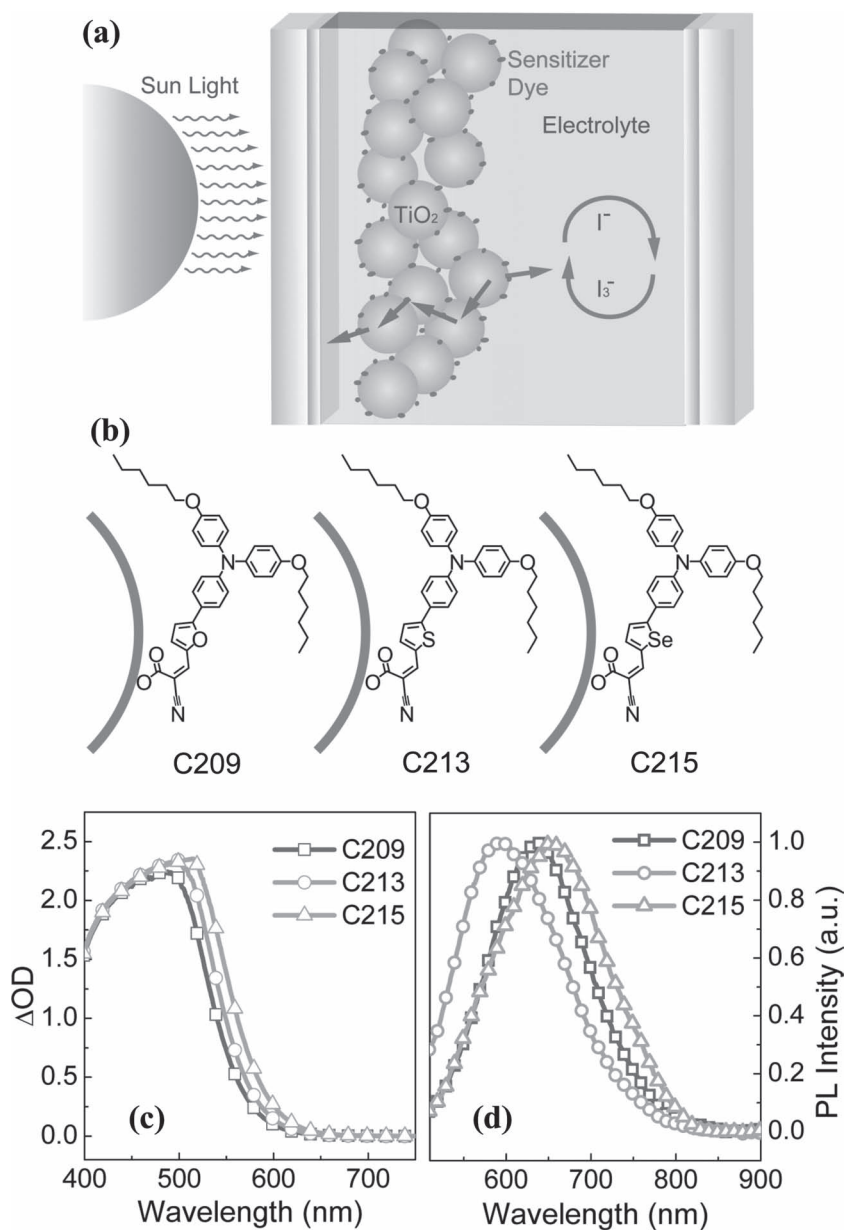 (a)
Sun Light
Sensitizer
Dye
Electrolyte
TiO₂
I⁻
I₃⁻
(b)
O
N
O
O
O
O
N
C209
O
N
O
S
O
O
N
C213
O
N
O
Se
O
O
N
C215
2.5
2.0
1.5
1.0
0.5
0.0
ΔOD
C209
C213
C215
(c)
400 500 600 700
Wavelength (nm)
C209
C213
C215
(d)
1.0
0.8
0.6
0.4
0.2
0.0
PL Intensity (a.u.)
600 700 800 900
Wavelength (nm)